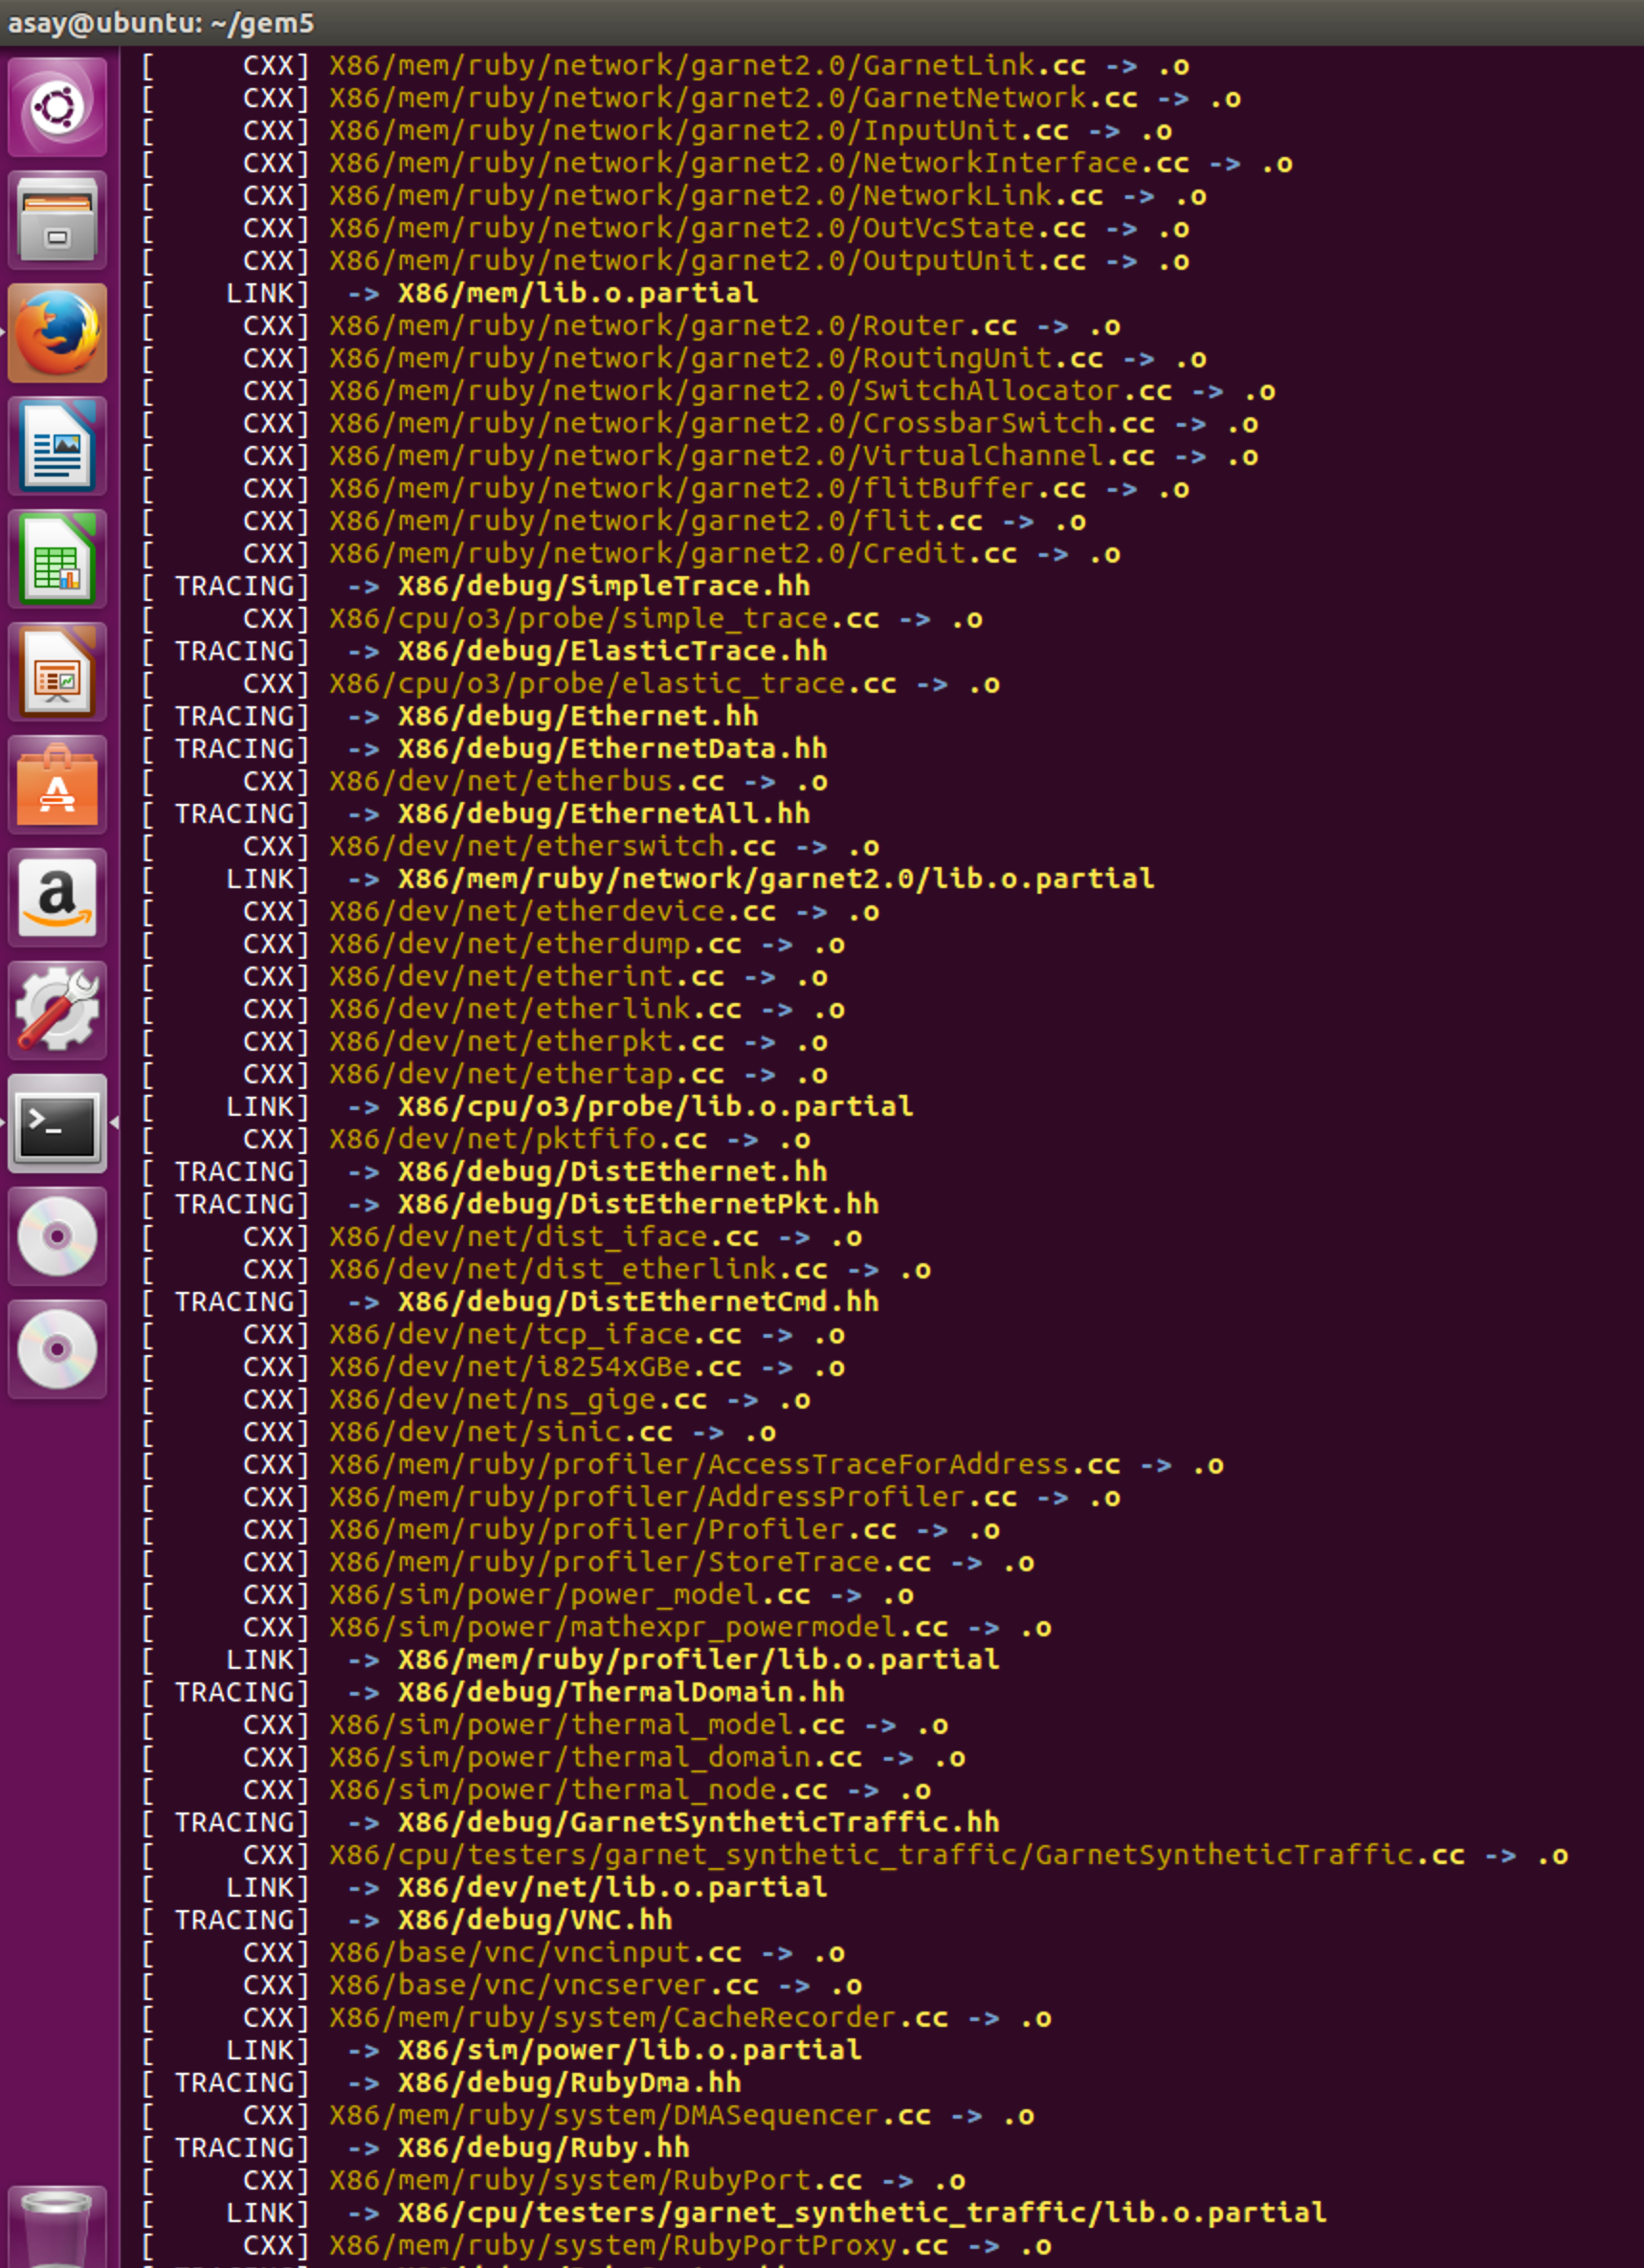 asay@ubuntu: ~/gem5
[     CXX] X86/mem/ruby/network/garnet2.0/GarnetLink.cc -> .o
[     CXX] X86/mem/ruby/network/garnet2.0/GarnetNetwork.cc -> .o
[     CXX] X86/mem/ruby/network/garnet2.0/InputUnit.cc -> .o
[     CXX] X86/mem/ruby/network/garnet2.0/NetworkInterface.cc -> .o
[     CXX] X86/mem/ruby/network/garnet2.0/NetworkLink.cc -> .o
[     CXX] X86/mem/ruby/network/garnet2.0/OutVcState.cc -> .o
[     CXX] X86/mem/ruby/network/garnet2.0/OutputUnit.cc -> .o
[    LINK]  -> X86/mem/lib.o.partial
[     CXX] X86/mem/ruby/network/garnet2.0/Router.cc -> .o
[     CXX] X86/mem/ruby/network/garnet2.0/RoutingUnit.cc -> .o
[     CXX] X86/mem/ruby/network/garnet2.0/SwitchAllocator.cc -> .o
[     CXX] X86/mem/ruby/network/garnet2.0/CrossbarSwitch.cc -> .o
[     CXX] X86/mem/ruby/network/garnet2.0/VirtualChannel.cc -> .o
[     CXX] X86/mem/ruby/network/garnet2.0/flitBuffer.cc -> .o
[     CXX] X86/mem/ruby/network/garnet2.0/flit.cc -> .o
[     CXX] X86/mem/ruby/network/garnet2.0/Credit.cc -> .o
[ TRACING]  -> X86/debug/SimpleTrace.hh
[     CXX] X86/cpu/o3/probe/simple_trace.cc -> .o
[ TRACING]  -> X86/debug/ElasticTrace.hh
[     CXX] X86/cpu/o3/probe/elastic_trace.cc -> .o
[ TRACING]  -> X86/debug/Ethernet.hh
[ TRACING]  -> X86/debug/EthernetData.hh
[     CXX] X86/dev/net/etherbus.cc -> .o
[ TRACING]  -> X86/debug/EthernetAll.hh
[     CXX] X86/dev/net/etherswitch.cc -> .o
[    LINK]  -> X86/mem/ruby/network/garnet2.0/lib.o.partial
[     CXX] X86/dev/net/etherdevice.cc -> .o
[     CXX] X86/dev/net/etherdump.cc -> .o
[     CXX] X86/dev/net/etherint.cc -> .o
[     CXX] X86/dev/net/etherlink.cc -> .o
[     CXX] X86/dev/net/etherpkt.cc -> .o
[     CXX] X86/dev/net/ethertap.cc -> .o
[    LINK]  -> X86/cpu/o3/probe/lib.o.partial
[     CXX] X86/dev/net/pktfifo.cc -> .o
[ TRACING]  -> X86/debug/DistEthernet.hh
[ TRACING]  -> X86/debug/DistEthernetPkt.hh
[     CXX] X86/dev/net/dist_iface.cc -> .o
[     CXX] X86/dev/net/dist_etherlink.cc -> .o
[ TRACING]  -> X86/debug/DistEthernetCmd.hh
[     CXX] X86/dev/net/tcp_iface.cc -> .o
[     CXX] X86/dev/net/i8254xGBe.cc -> .o
[     CXX] X86/dev/net/ns_gige.cc -> .o
[     CXX] X86/dev/net/sinic.cc -> .o
[     CXX] X86/mem/ruby/profiler/AccessTraceForAddress.cc -> .o
[     CXX] X86/mem/ruby/profiler/AddressProfiler.cc -> .o
[     CXX] X86/mem/ruby/profiler/Profiler.cc -> .o
[     CXX] X86/mem/ruby/profiler/StoreTrace.cc -> .o
[     CXX] X86/sim/power/power_model.cc -> .o
[     CXX] X86/sim/power/mathexpr_powermodel.cc -> .o
[    LINK]  -> X86/mem/ruby/profiler/lib.o.partial
[ TRACING]  -> X86/debug/ThermalDomain.hh
[     CXX] X86/sim/power/thermal_model.cc -> .o
[     CXX] X86/sim/power/thermal_domain.cc -> .o
[     CXX] X86/sim/power/thermal_node.cc -> .o
[ TRACING]  -> X86/debug/GarnetSyntheticTraffic.hh
[     CXX] X86/cpu/testers/garnet_synthetic_traffic/GarnetSyntheticTraffic.cc -> .o
[    LINK]  -> X86/dev/net/lib.o.partial
[ TRACING]  -> X86/debug/VNC.hh
[     CXX] X86/base/vnc/vncinput.cc -> .o
[     CXX] X86/base/vnc/vncserver.cc -> .o
[     CXX] X86/mem/ruby/system/CacheRecorder.cc -> .o
[    LINK]  -> X86/sim/power/lib.o.partial
[ TRACING]  -> X86/debug/RubyDma.hh
[     CXX] X86/mem/ruby/system/DMASequencer.cc -> .o
[ TRACING]  -> X86/debug/Ruby.hh
[     CXX] X86/mem/ruby/system/RubyPort.cc -> .o
[    LINK]  -> X86/cpu/testers/garnet_synthetic_traffic/lib.o.partial
[     CXX] X86/mem/ruby/system/RubyPortProxy.cc -> .o